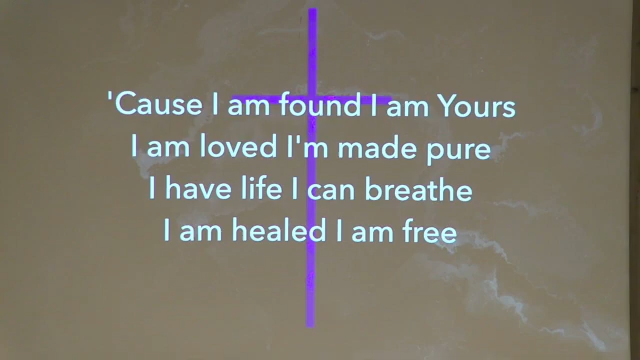 'Cause I am found I am Yours
I am loved I'm made pure
I have life I can breathe
I am healed I am free